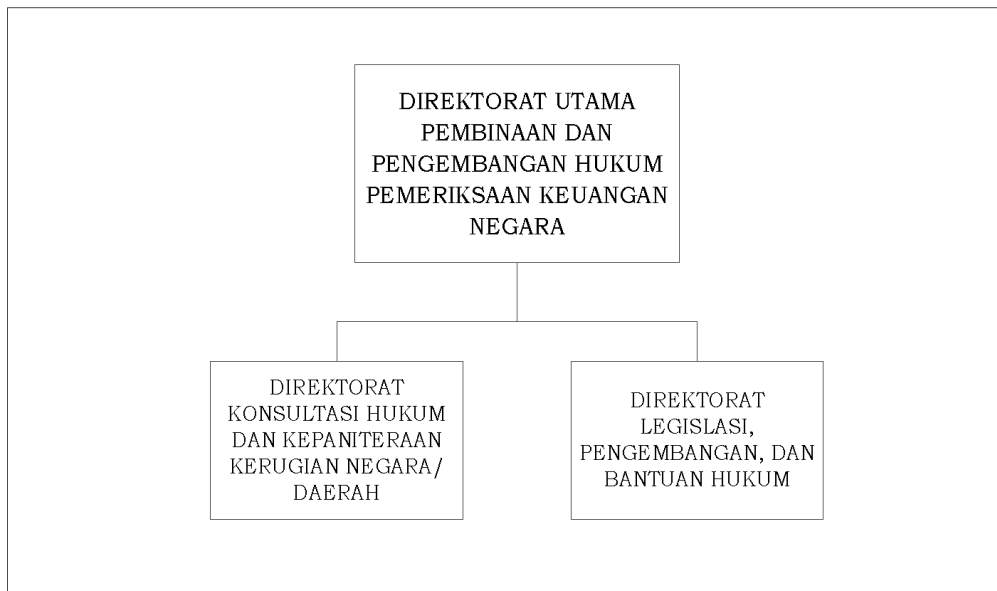 DIREKTORAT UTAMA
PEMBINAAN DAN
PENGEMBANGAN HUKUM
PEMERIKSAAN KEUANGAN
NEGARA
DIREKTORAT
KONSULTASI HUKUM
DAN KEPANITERAAN
KERUGIAN NEGARA/
DAERAH
DIREKTORAT
LEGISLASI,
PENGEMBANGAN, DAN
BANTUAN HUKUM